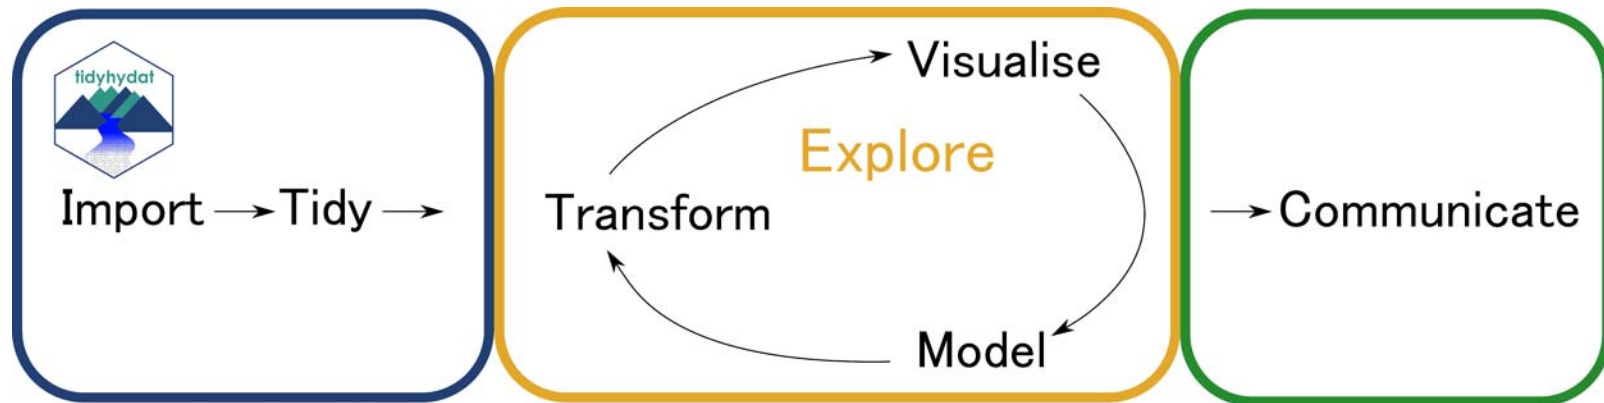 tidyhydat
Import
Tidy
Transform
Visualise
Explore
Model
Communicate